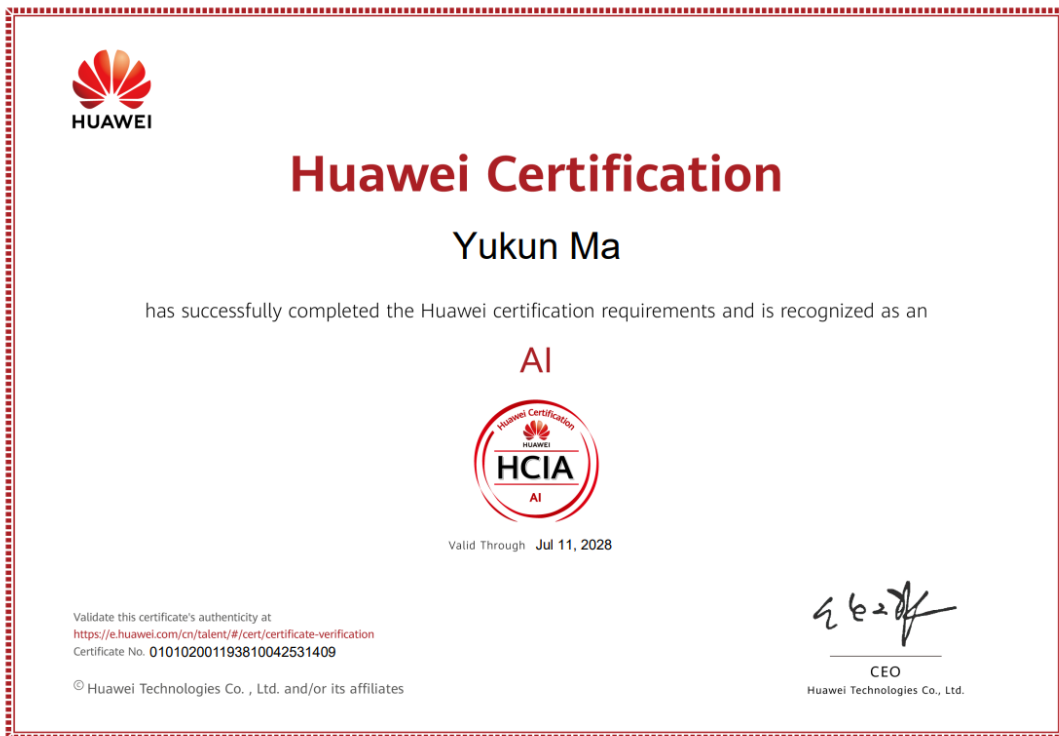 HUAWEI
Huawei Certification
Yukun Ma
has successfully completed the Huawei certification requirements and is recognized as an
AI
Huawei Certification
HUAWEI
HCIA
AI
Valid Through Jul 11, 2028
Validate this certificate's authenticity at
https://e.huawei.com/cn/talent/#/cert/certificate-verification
Certificate No. 010102001193810042531409
© Huawei Technologies Co. , Ltd. and/or its affiliates
CEO
Huawei Technologies Co., Ltd.